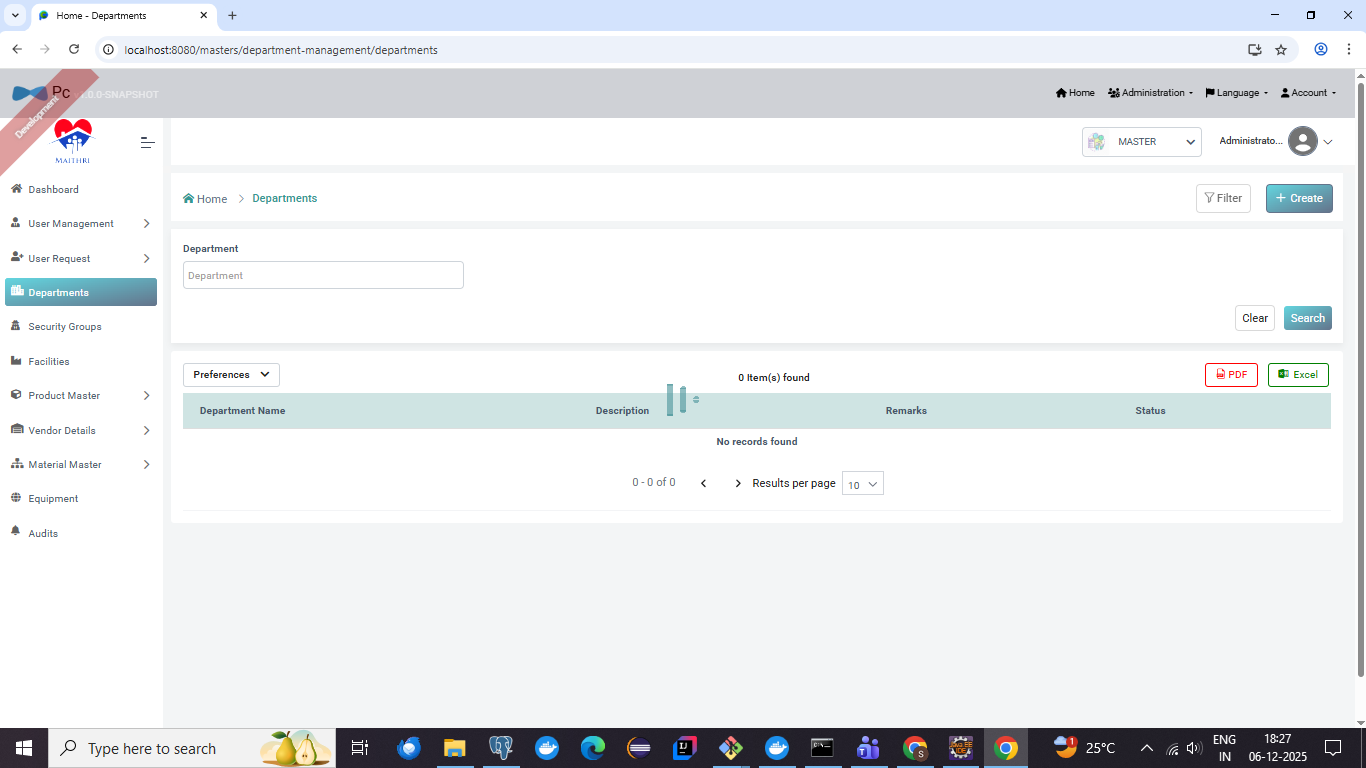 Home - Departments
localhost:8080/masters/department-management/departments
Pc v1.0.0-SNAPSHOT
Development
Home Administration Language Account
MAITHRI
MASTER
Administrato...
Dashboard
User Management
User Request
Departments
Security Groups
Facilities
Product Master
Vendor Details
Material Master
Equipment
Audits
Home > Departments
Filter
+ Create
Department
Department
Clear Search
Preferences
0 Item(s) found
PDF
Excel
Department Name Description Remarks Status
No records found
0 - 0 of 0
Results per page 10
Type here to search
25°C
ENG
IN
18:27
06-12-2025